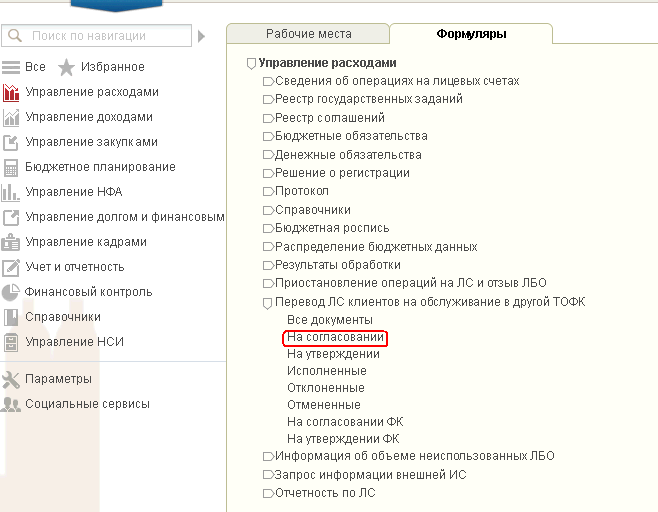 Поиск по навигации
Все Избранное
Управление расходами
Управление доходами
Управление закупками
Бюджетное планирование
Управление НФА
Управление долгом и финансовым
Управление кадрами
Учет и отчетность
Финансовый контроль
Справочники
Управление НСИ
Параметры
Социальные сервисы
Рабочие места
Формуляры
Управление расходами
Сведения об операциях на лицевых счетах
Реестр государственных заданий
Реестр соглашений
Бюджетные обязательства
Денежные обязательства
Решение о регистрации
Протокол
Справочники
Бюджетная роспись
Распределение бюджетных данных
Результаты обработки
Приостановление операций на ЛС и отзыв ЛБО
Перевод ЛС клиентов на обслуживание в другой ТОФК
Все документы
На согласовании
На утверждении
Исполненные
Отклоненные
Отмененные
На согласовании ФК
На утверждении ФК
Информация об объеме неиспользованных ЛБО
Запрос информации внешней ИС
Отчетность по ЛС